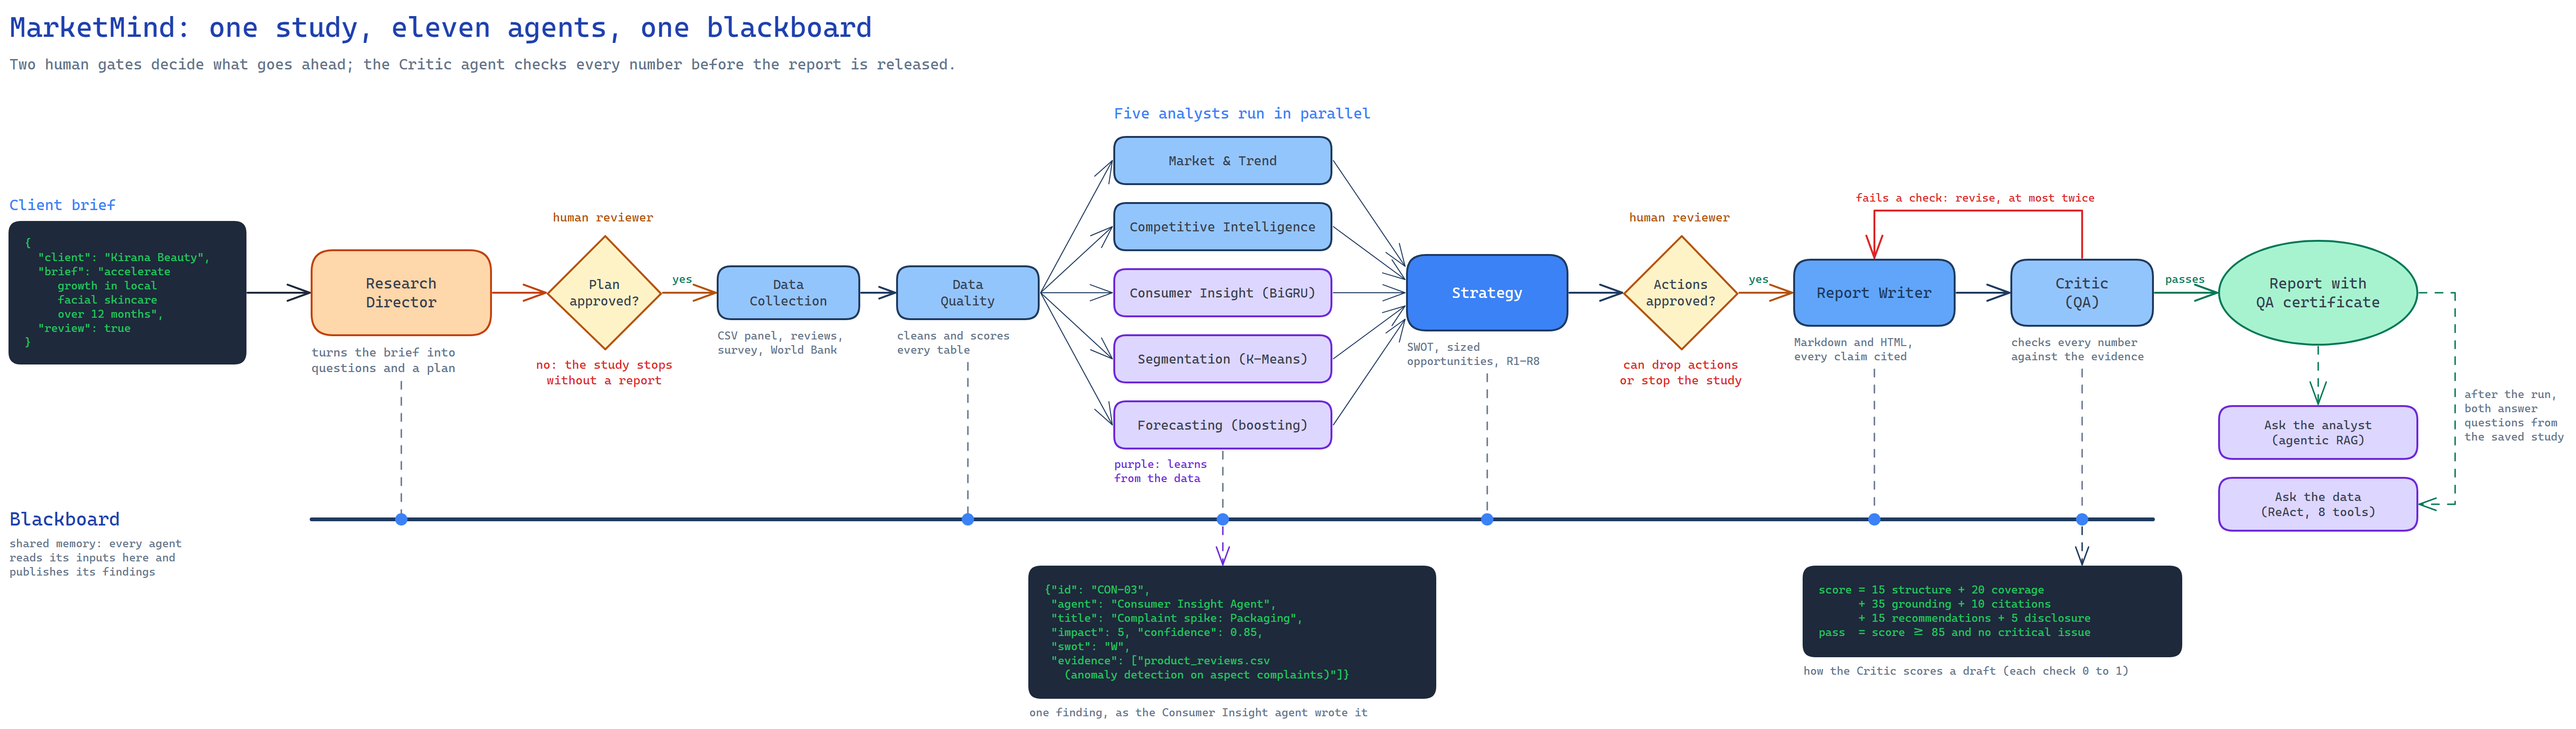 MarketMind: one study, eleven agents, one blackboard
Two human gates decide what goes ahead; the Critic agent checks every number before the report is released.
Client brief
{
  "client": "Kirana Beauty",
  "brief": "accelerate
     growth in local
     facial skincare
     over 12 months",
  "review": true
}
Research
Director
turns the brief into
questions and a plan
human reviewer
Plan
approved?
no: the study stops
without a report
yes
Data
Collection
CSV panel, reviews,
survey, World Bank
Data
Quality
cleans and scores
every table
Five analysts run in parallel
Market & Trend
Competitive Intelligence
Consumer Insight (BiGRU)
Segmentation (K-Means)
Forecasting (boosting)
purple: learns
from the data
Strategy
SWOT, sized
opportunities, R1-R8
human reviewer
Actions
approved?
can drop actions
or stop the study
yes
Report Writer
Markdown and HTML,
every claim cited
fails a check: revise, at most twice
Critic
(QA)
checks every number
against the evidence
passes
Report with
QA certificate
Ask the analyst
(agentic RAG)
Ask the data
(ReAct, 8 tools)
after the run,
both answer
questions from
the saved study
Blackboard
shared memory: every agent
reads its inputs here and
publishes its findings
{"id": "CON-03",
 "agent": "Consumer Insight Agent",
 "title": "Complaint spike: Packaging",
 "impact": 5, "confidence": 0.85,
 "swot": "W",
 "evidence": ["product_reviews.csv
   (anomaly detection on aspect complaints)"]}
one finding, as the Consumer Insight agent wrote it
score = 15 structure + 20 coverage
      + 35 grounding + 10 citations
      + 15 recommendations + 5 disclosure
pass  = score ≥ 85 and no critical issue
how the Critic scores a draft (each check 0 to 1)